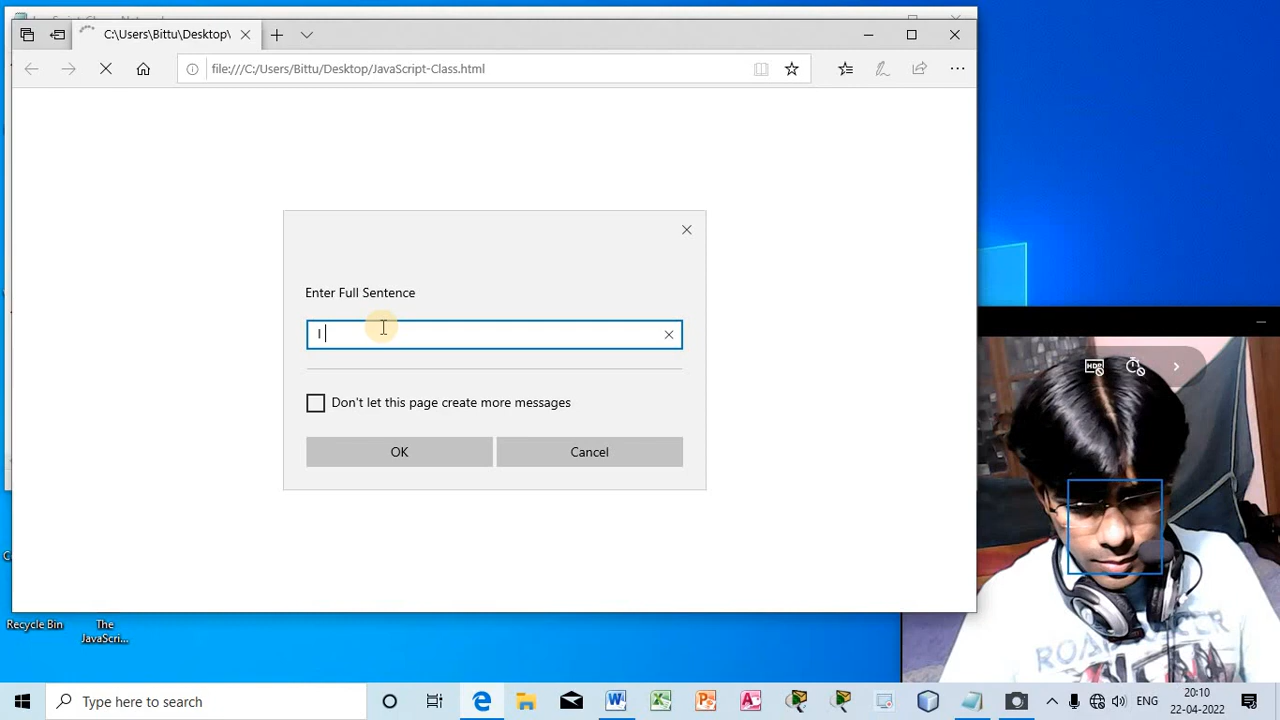 C:\Users\Bittu\Desktop\
file:///C:/Users/Bittu/Desktop/JavaScript-Class.html
Enter Full Sentence
I
Don't let this page create more messages
OK
Cancel
Recycle Bin
The
JavaScri...
Type here to search
ENG
20:10
22-04-2022